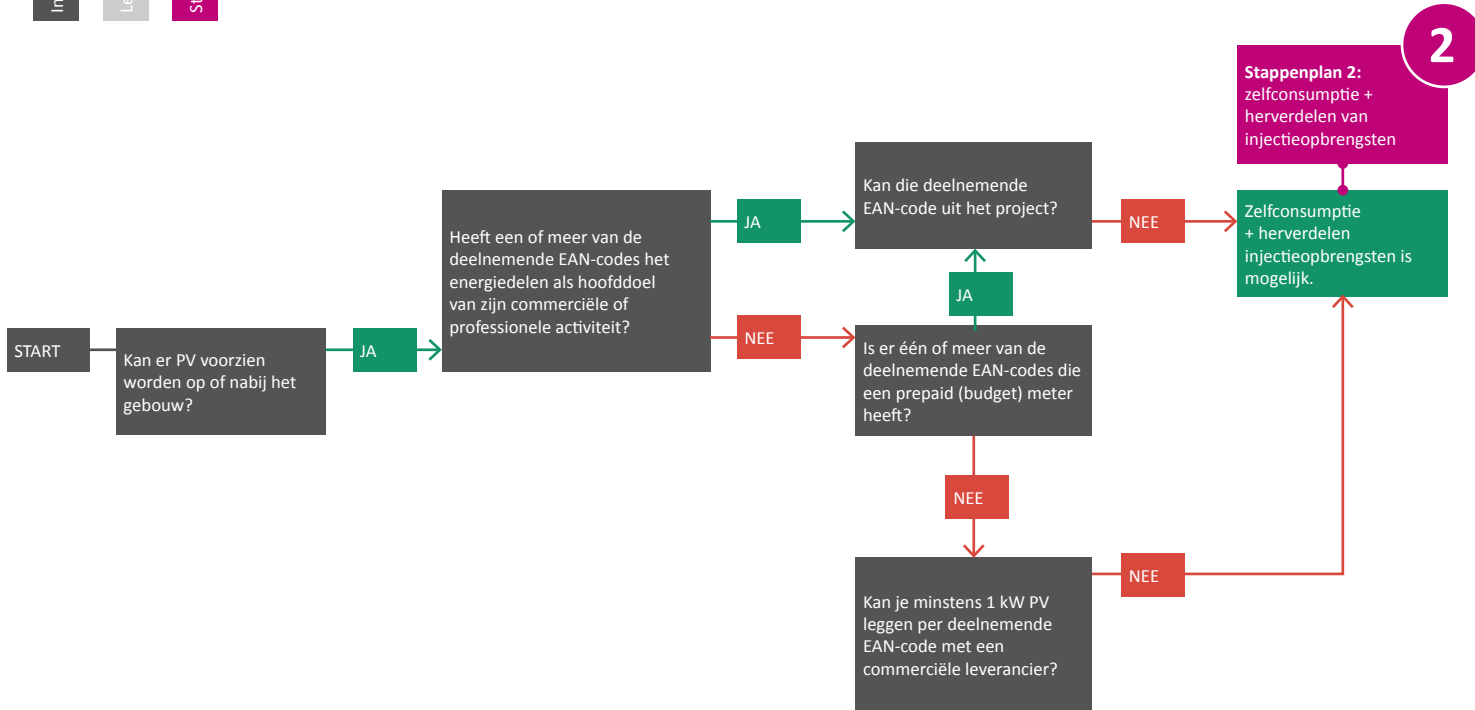 In
Le
St
2
Stappenplan 2:
zelfconsumptie +
herverdelen van
injectieopbrengsten
Kan die deelnemende
EAN-code uit het project?
NEE
Zelfconsumptie
+ herverdelen
injectieopbrengsten is
mogelijk.
Heeft een of meer van de
deelnemende EAN-codes het
energiedelen als hoofddoel
van zijn commerciële of
professionele activiteit?
JA
JA
NEE
START
Kan er PV voorzien
worden op of nabij het
gebouw?
JA
Is er één of meer van de
deelnemende EAN-codes die
een prepaid (budget) meter
heeft?
NEE
Kan je minstens 1 kW PV
leggen per deelnemende
EAN-code met een
commerciële leverancier?
NEE